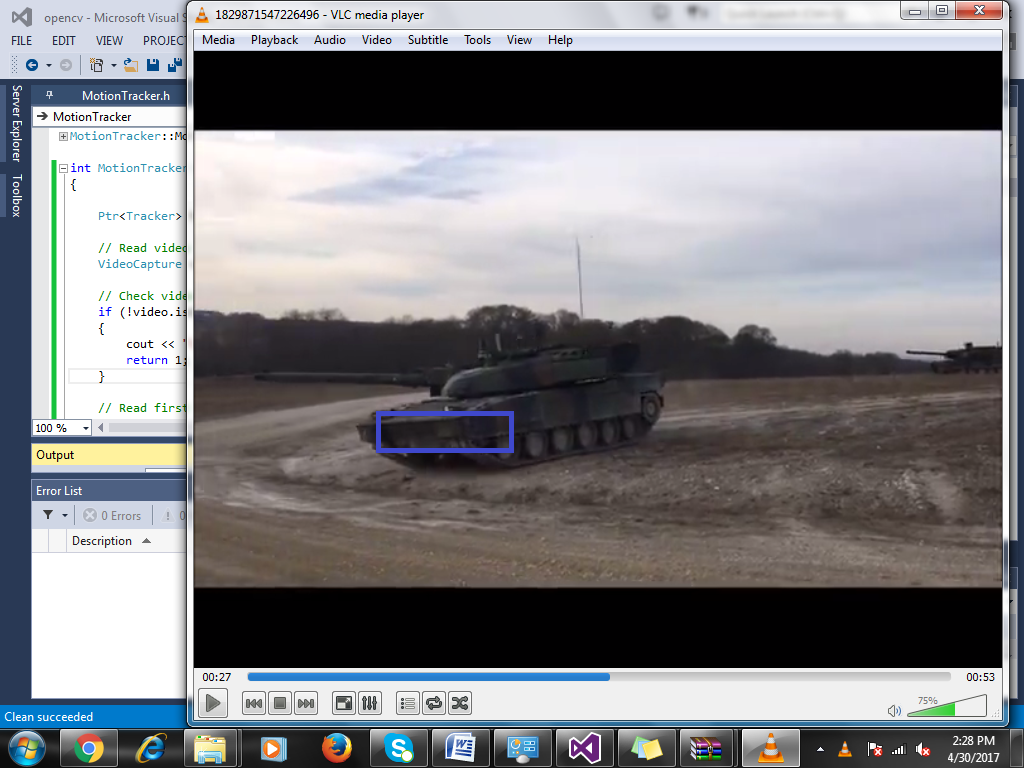 opencv - Microsoft Visual S
1829871547226496 - VLC media player
FILE EDIT VIEW PROJECT
Media Playback Audio Video Subtitle Tools View Help
Server Explorer
Toolbox
MotionTracker.h
MotionTracker
MotionTracker::Mo
int MotionTracker
{
Ptr<Tracker>
// Read video
VideoCapture
// Check vide
if (!video.is
{
cout << "
return 1;
}
// Read first
100 %
Output
Error List
0 Errors
0
Description
Clean succeeded
00:27
00:53
75%
2:28 PM
4/30/2017